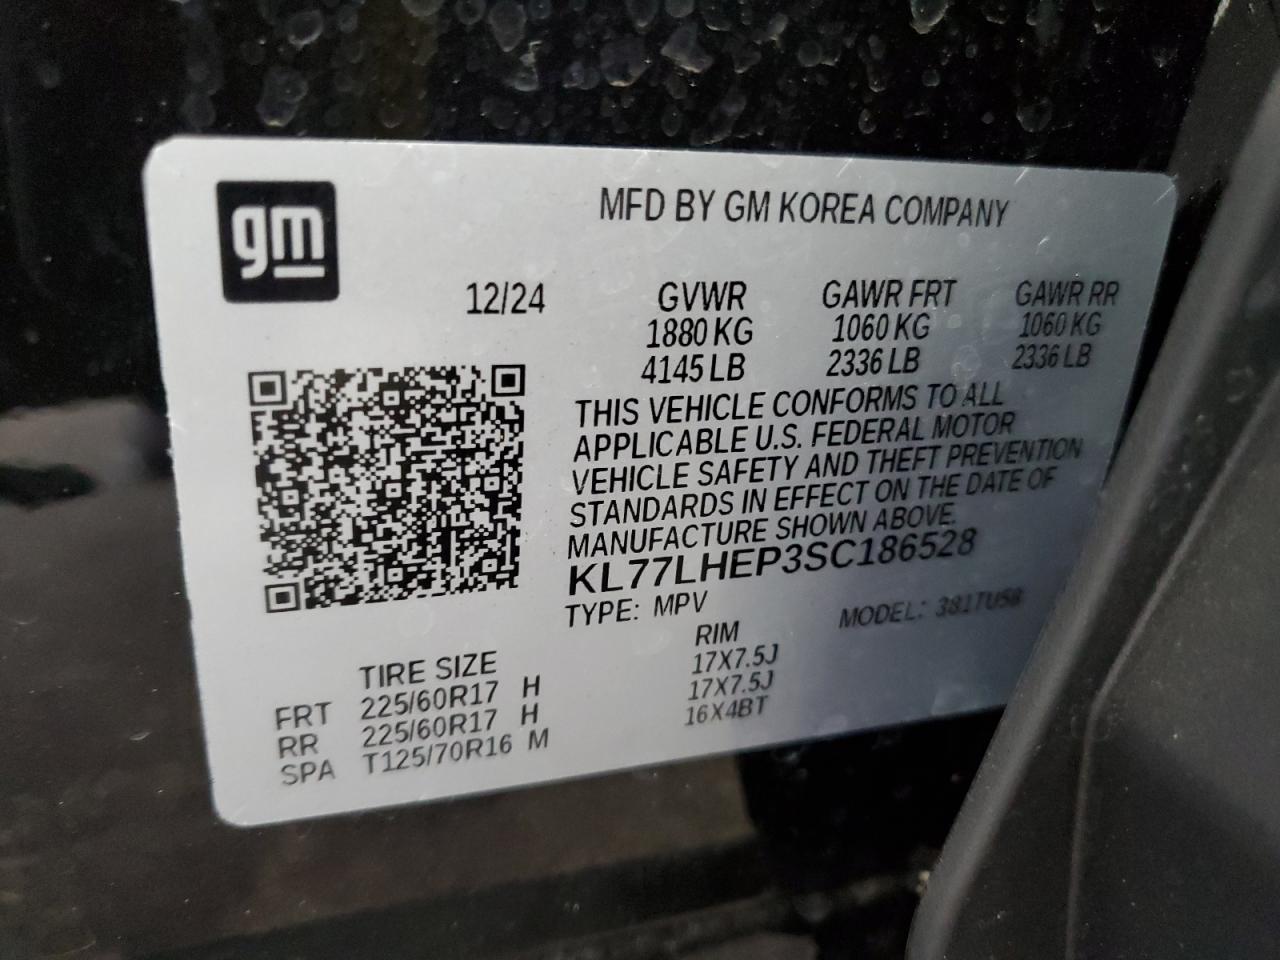 gm
MFD BY GM KOREA COMPANY
12/24 GVWR GAWR FRT GAWR RR
1880 KG 1060 KG 1060 KG
4145 LB 2336 LB 2336 LB
THIS VEHICLE CONFORMS TO ALL
APPLICABLE U.S. FEDERAL MOTOR
VEHICLE SAFETY AND THEFT PREVENTION
STANDARDS IN EFFECT ON THE DATE OF
MANUFACTURE SHOWN ABOVE.
KL77LHEP3SC186528
TYPE: MPV MODEL: 381TU58
TIRE SIZE RIM
FRT 225/60R17 H 17X7.5J
RR 225/60R17 H 17X7.5J
SPA T125/70R16 M 16X4BT